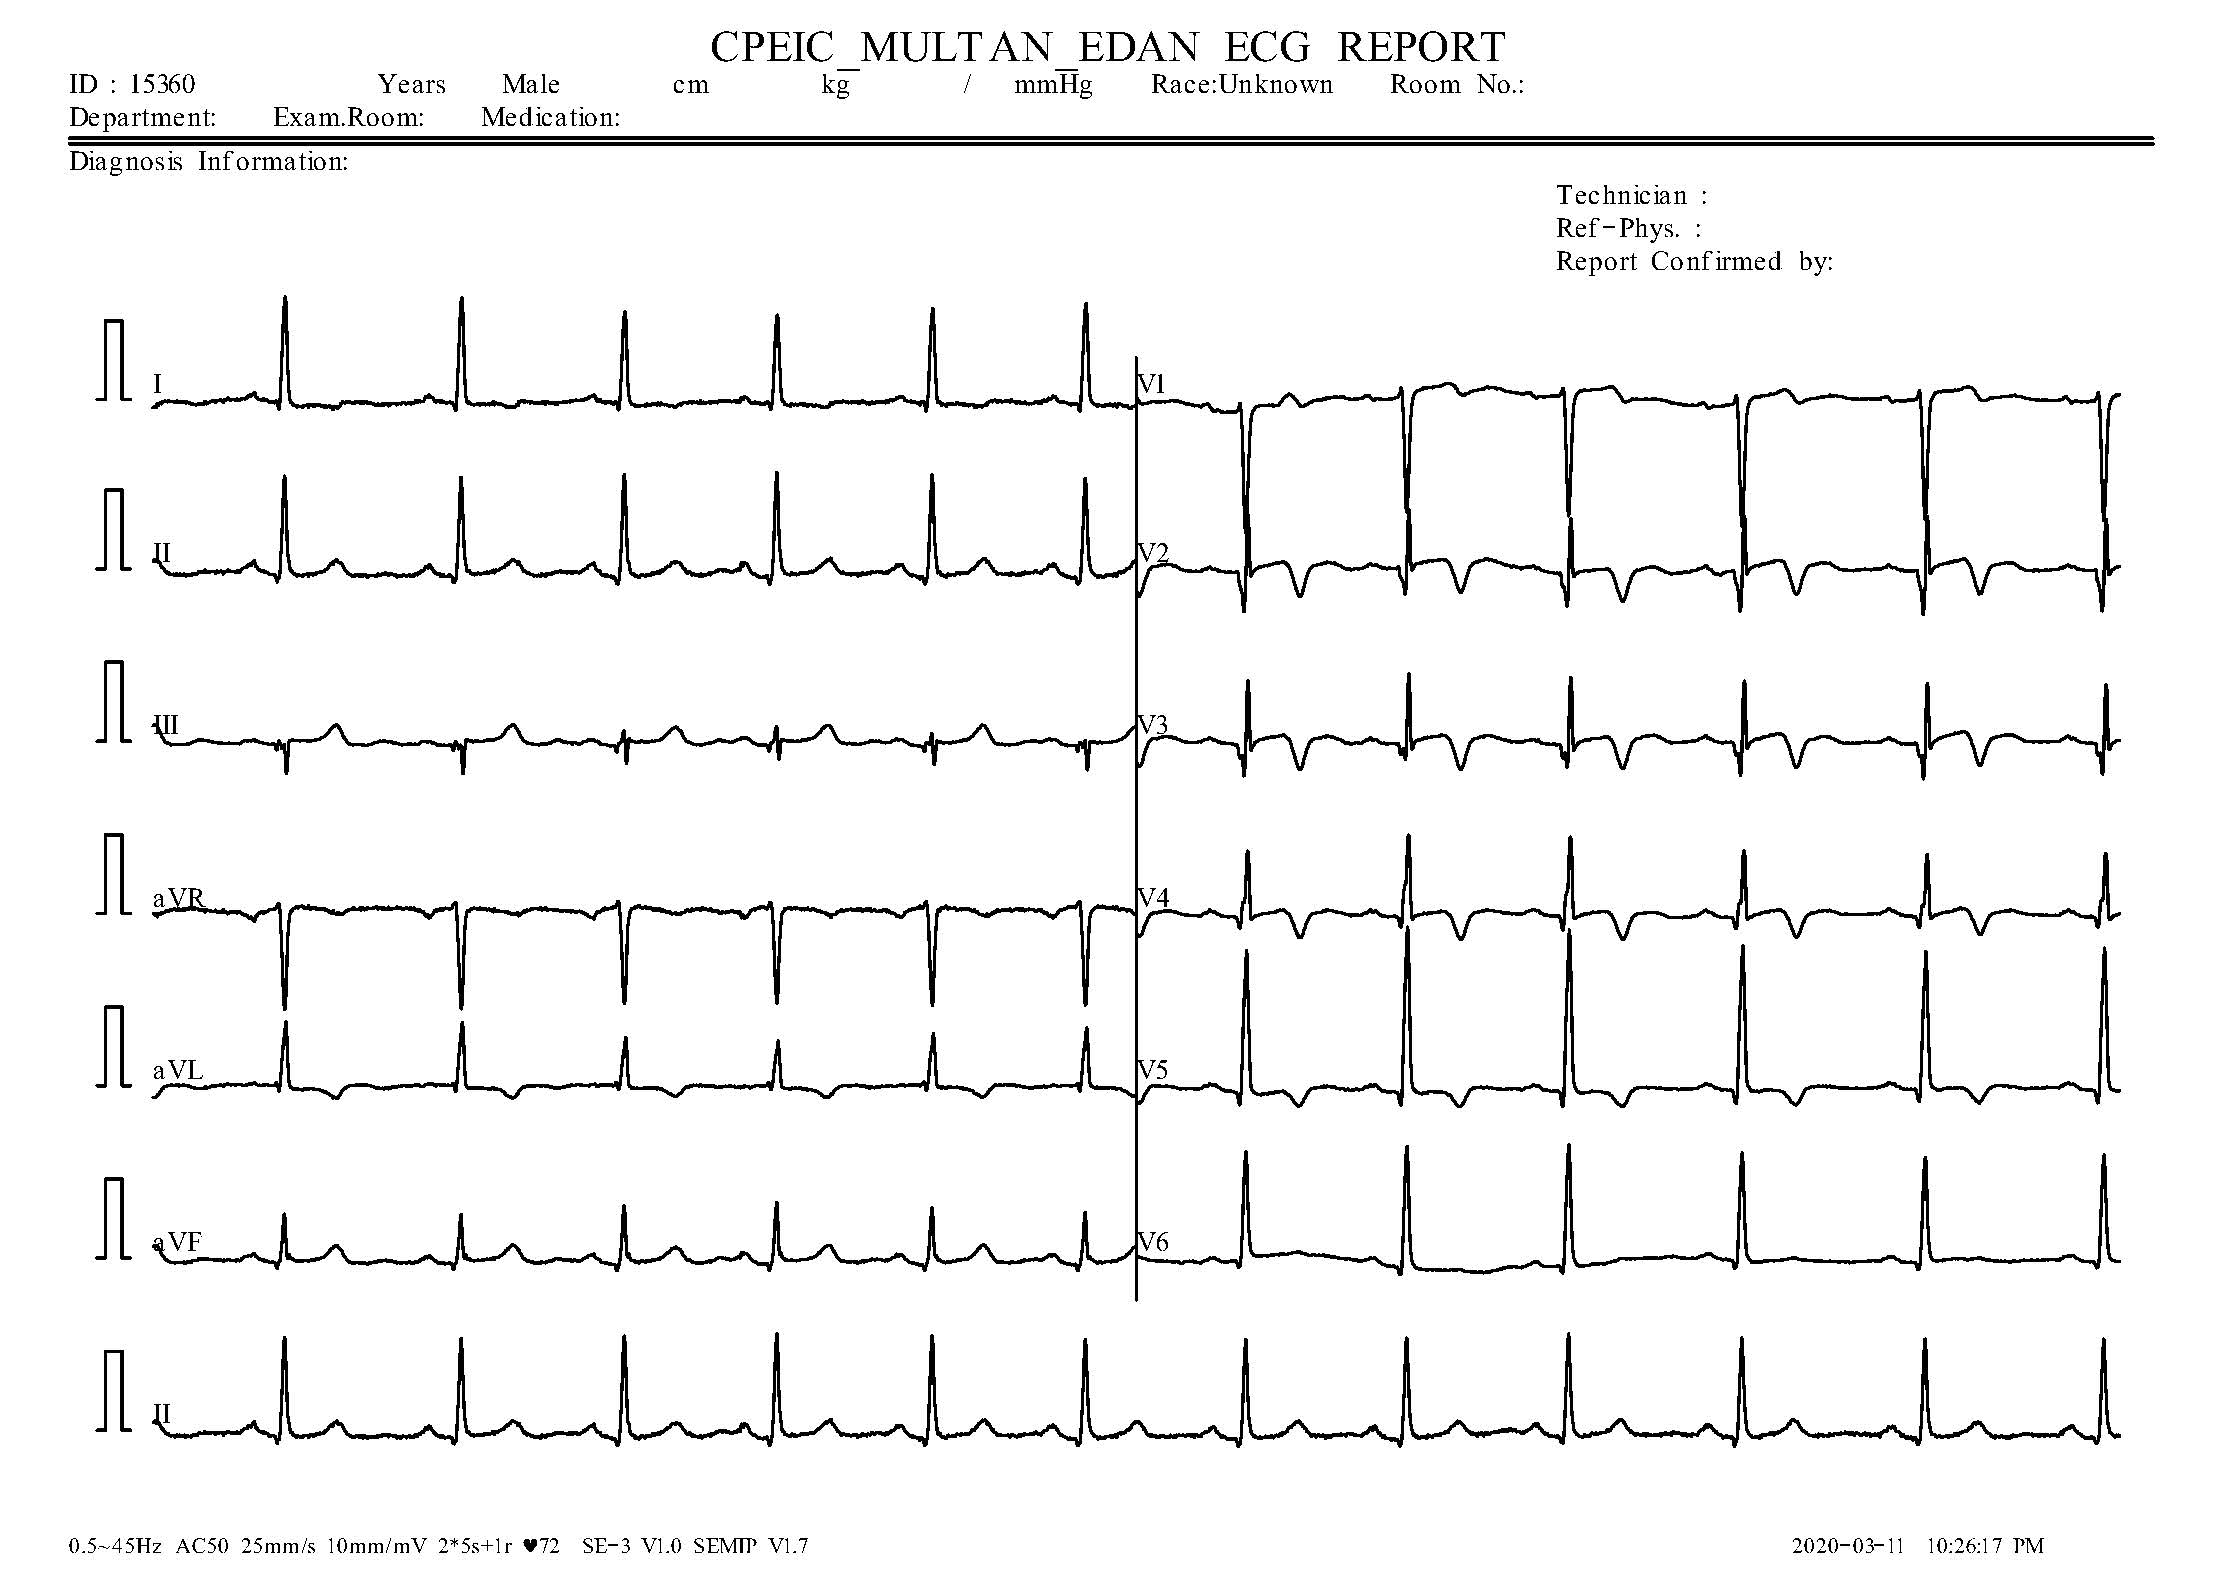 CPEIC_MULTAN_EDAN ECG REPORT
ID : 15360 Years Male cm kg / mmHg Race:Unknown Room No.:
Department: Exam.Room: Medication:
Diagnosis Information:
Technician :
Ref-Phys. :
Report Confirmed by:
I
V1
II
V2
III
V3
aVR
V4
aVL
V5
aVF
V6
II
0.5~45Hz AC50 25mm/s 10mm/mV 2*5s+1r ♥72 SE-3 V1.0 SEMIP V1.7
2020-03-11 10:26:17 PM